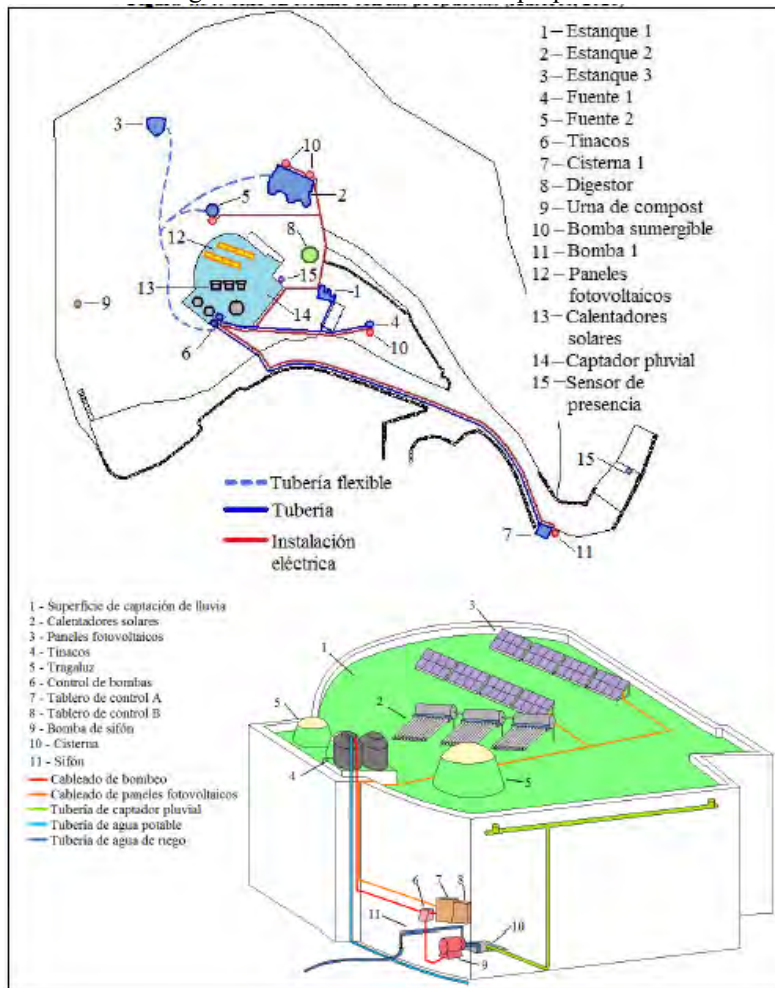 1 – Estanque 1
2 – Estanque 2
3 – Estanque 3
4 – Fuente 1
5 – Fuente 2
6 – Tinacos
7 – Cisterna 1
8 – Digestor
9 – Urna de compost
10 – Bomba sumergible
11 – Bomba 1
12 – Paneles
fotovoltaicos
13 – Calentadores
solares
14 – Captador pluvial
15 – Sensor de
presencia
3
10
5
2
12
8
15
13
1
9
14
4
6
10
15
7
11
Tubería flexible
Tubería
Instalación
eléctrica
1 - Superficie de captación de lluvia
2 - Calentadores solares
3 - Paneles fotovoltaicos
4 - Tinacos
5 - Tragaluz
6 - Control de bombas
7 - Tablero de control A
8 - Tablero de control B
9 - Bomba de sifón
10 - Cisterna
11 - Sifón
Cableado de bombeo
Cableado de paneles fotovoltaicos
Tubería de captador pluvial
Tubería de agua potable
Tubería de agua de riego
3
1
5
2
4
5
6
7
8
11
10
9